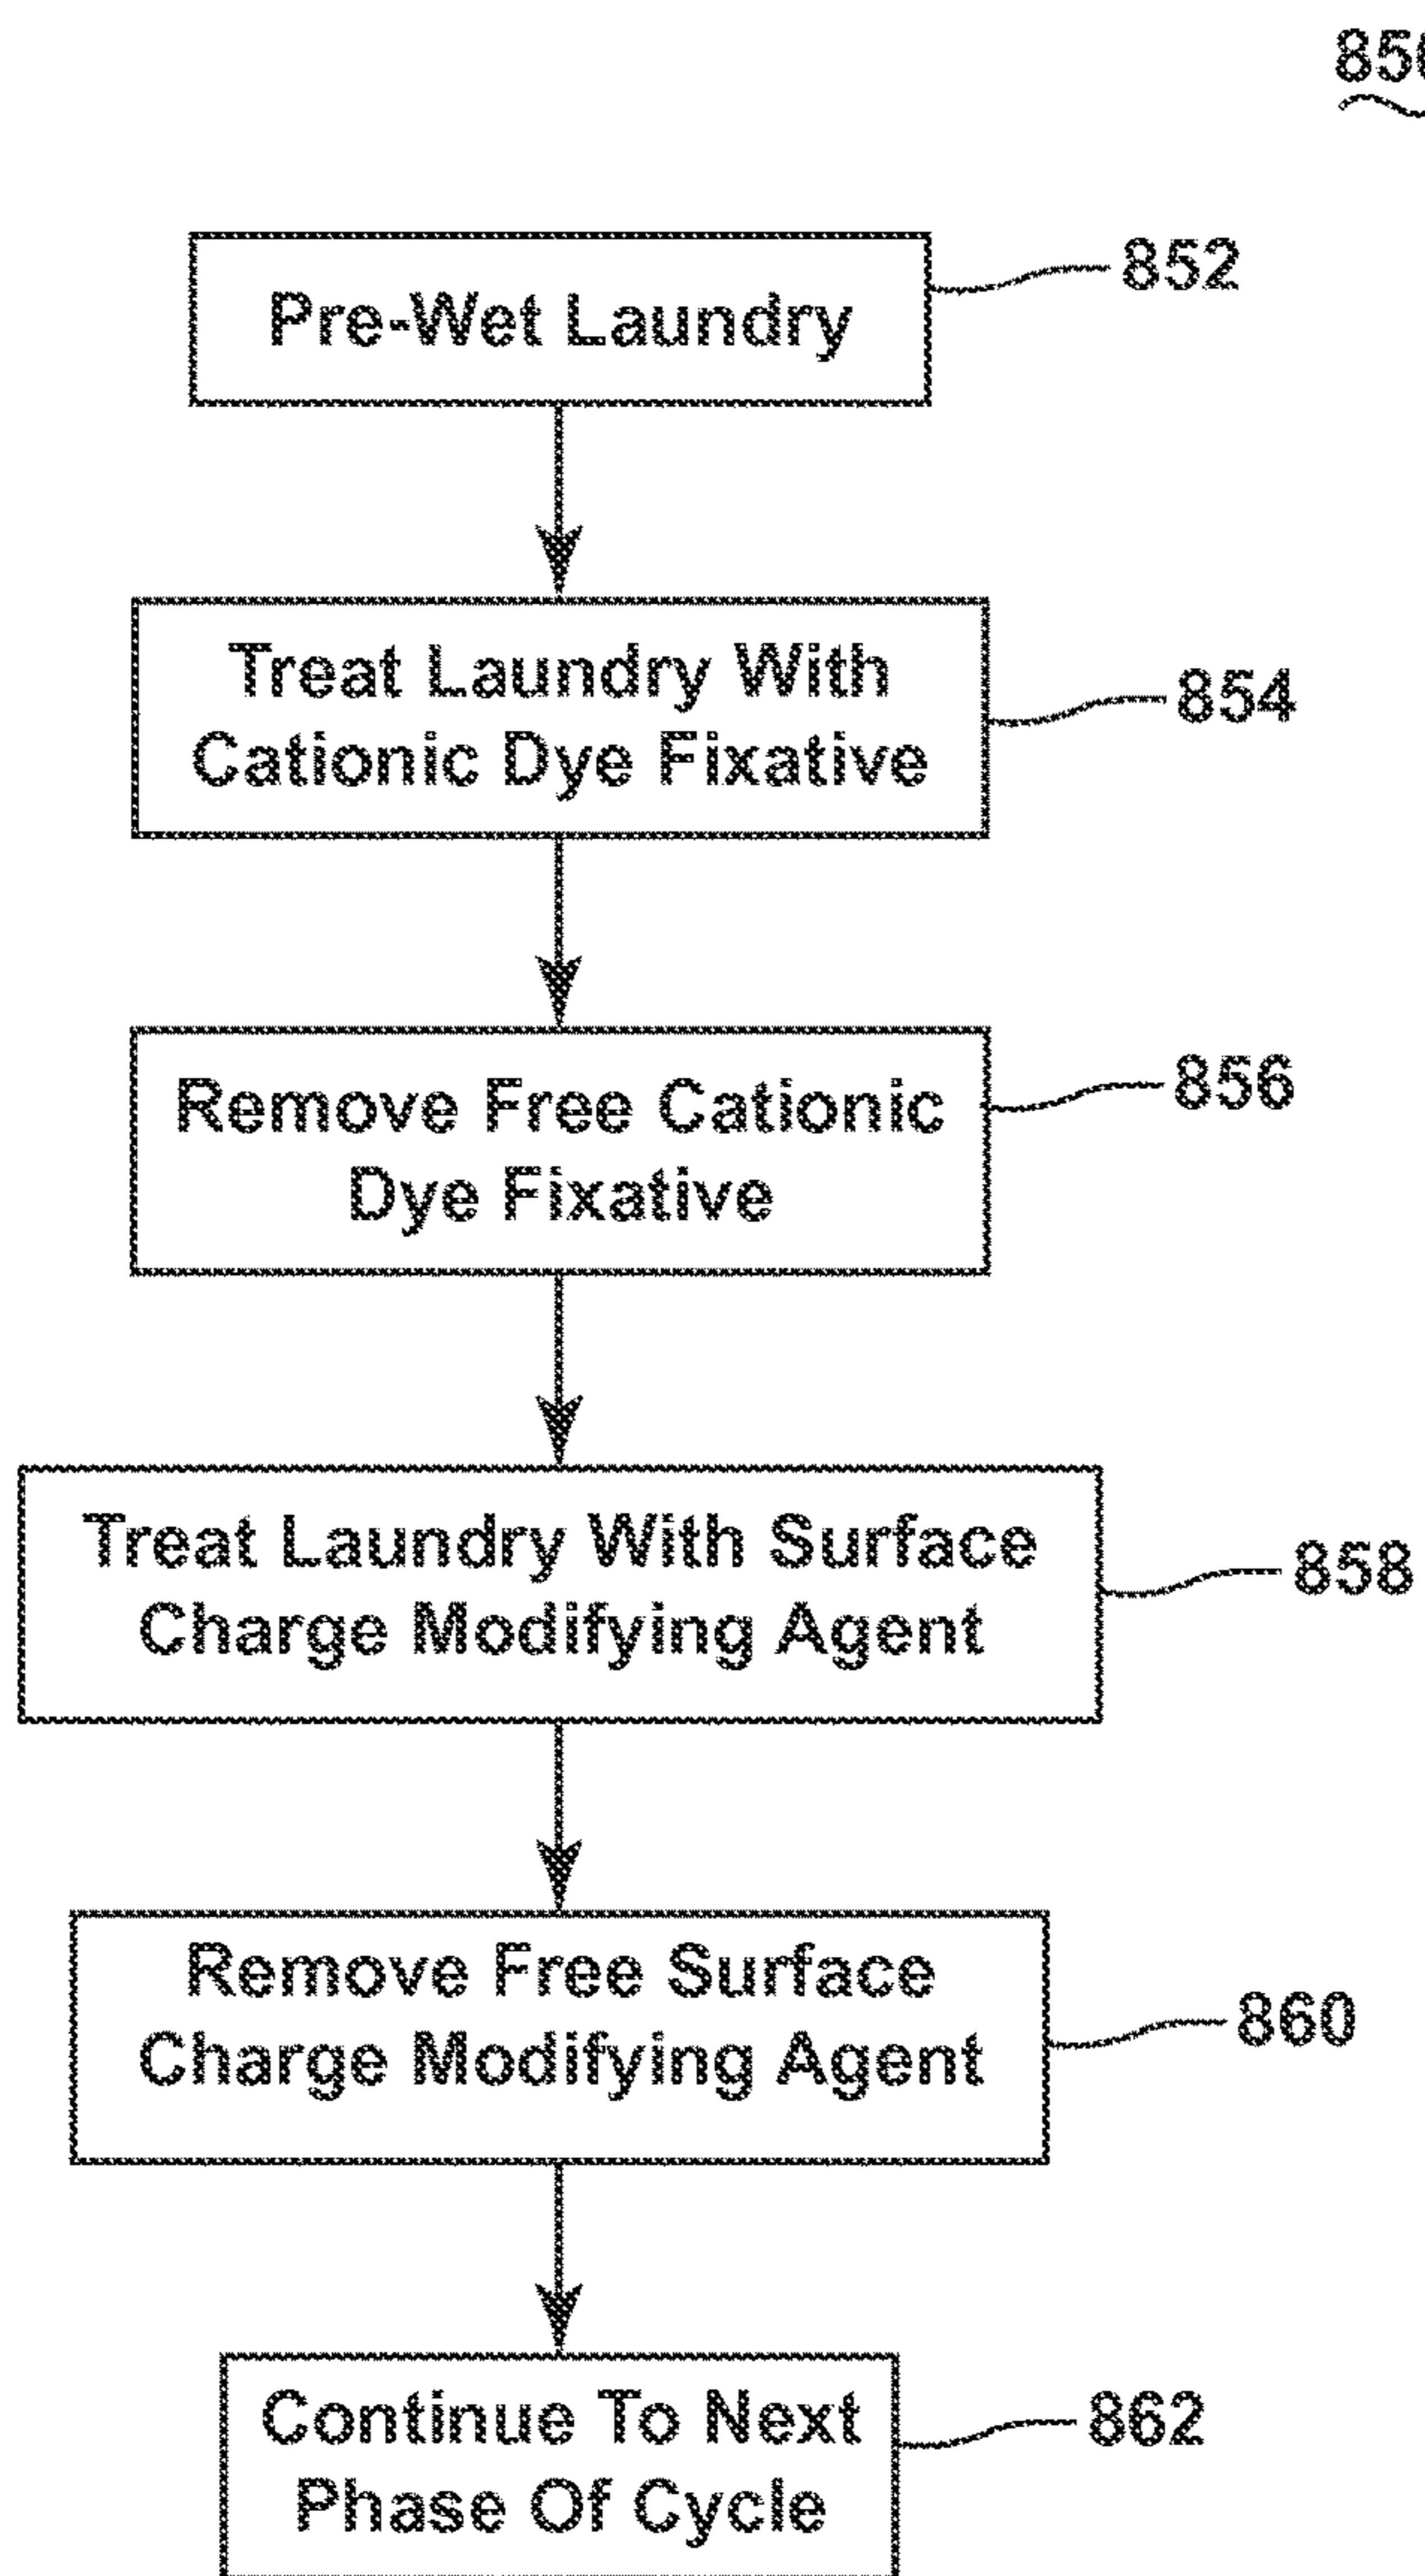 Pre-Wet Laundry
852
Treat Laundry With
Cationic Dye Fixative
854
Remove Free Cationic
Dye Fixative
856
Treat Laundry With Surface
Charge Modifying Agent
858
Remove Free Surface
Charge Modifying Agent
860
Continue To Next
Phase Of Cycle
862